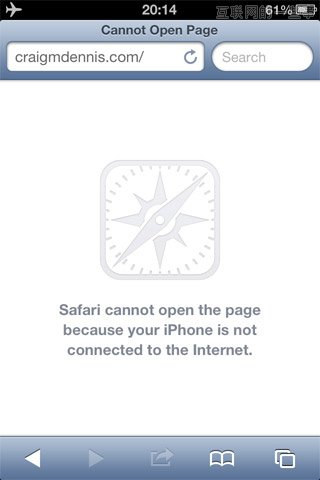 20:14
61%
互联网的一些事
Cannot Open Page
craigmdennis.com/
Search
Safari cannot open the page
because your iPhone is not
connected to the Internet.